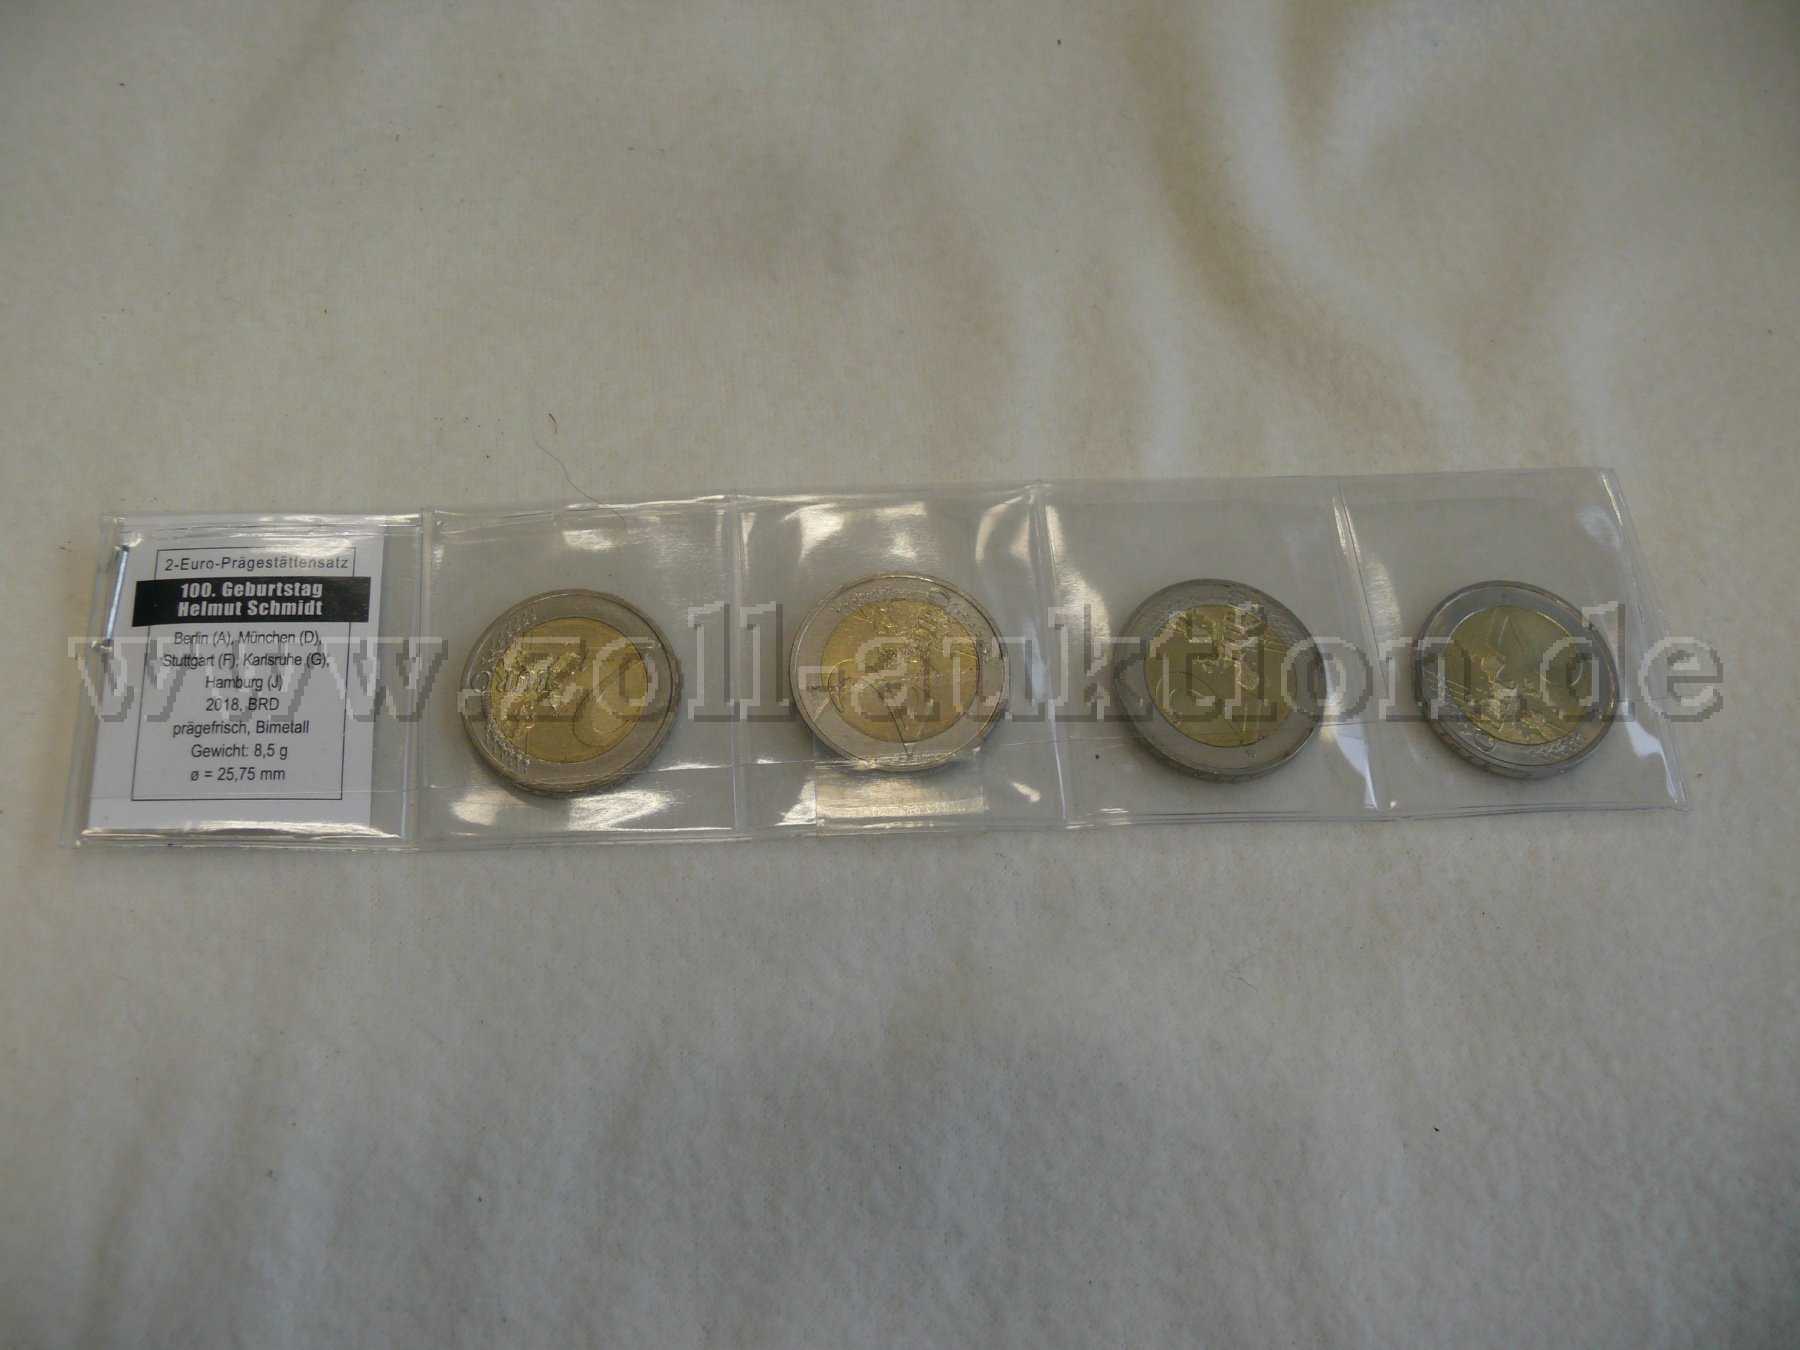 2-Euro-Prägestättensatz
100. Geburtstag
Helmut Schmidt
Berlin (A), München (D),
Stuttgart (F), Karlsruhe (G),
Hamburg (J)
2018, BRD
prägefrisch, Bimetall
Gewicht: 8,5 g
ø = 25,75 mm
www.zoll-auktion.de